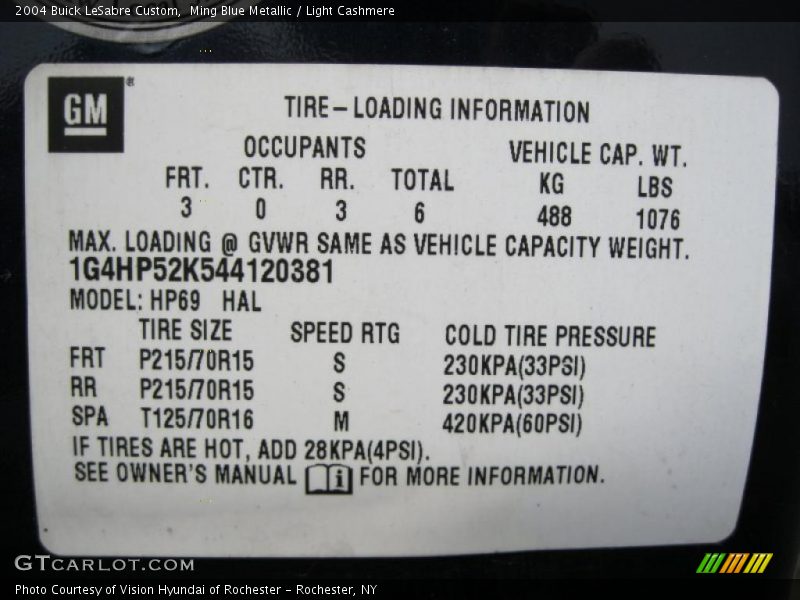 2004 Buick LeSabre Custom,  Ming Blue Metallic / Light Cashmere
GM®
TIRE-LOADING INFORMATION
OCCUPANTS VEHICLE CAP. WT.
FRT. CTR. RR. TOTAL KG LBS
3 0 3 6 488 1076
MAX. LOADING @ GVWR SAME AS VEHICLE CAPACITY WEIGHT.
1G4HP52K544120381
MODEL: HP69 HAL
TIRE SIZE SPEED RTG COLD TIRE PRESSURE
FRT P215/70R15 S 230KPA(33PSI)
RR P215/70R15 S 230KPA(33PSI)
SPA T125/70R16 M 420KPA(60PSI)
IF TIRES ARE HOT, ADD 28KPA(4PSI).
SEE OWNER'S MANUAL i FOR MORE INFORMATION.
GTCARLOT.COM
Photo Courtesy of Vision Hyundai of Rochester - Rochester, NY